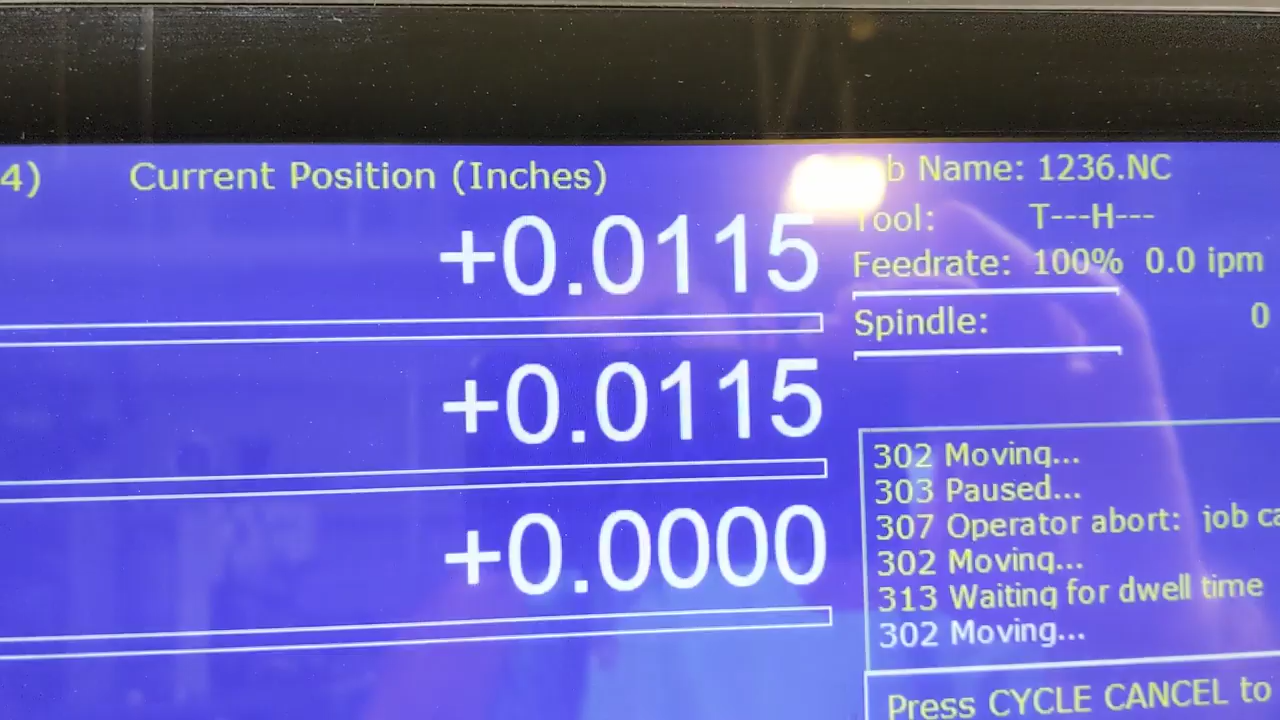 4)
Current Position (Inches)
+0.0115
+0.0115
+0.0000
b Name: 1236.NC
Tool: T---H---
Feedrate: 100% 0.0 ipm
Spindle: 0
302 Moving...
303 Paused...
307 Operator abort: job ca
302 Moving...
313 Waiting for dwell time
302 Moving...
Press CYCLE CANCEL to